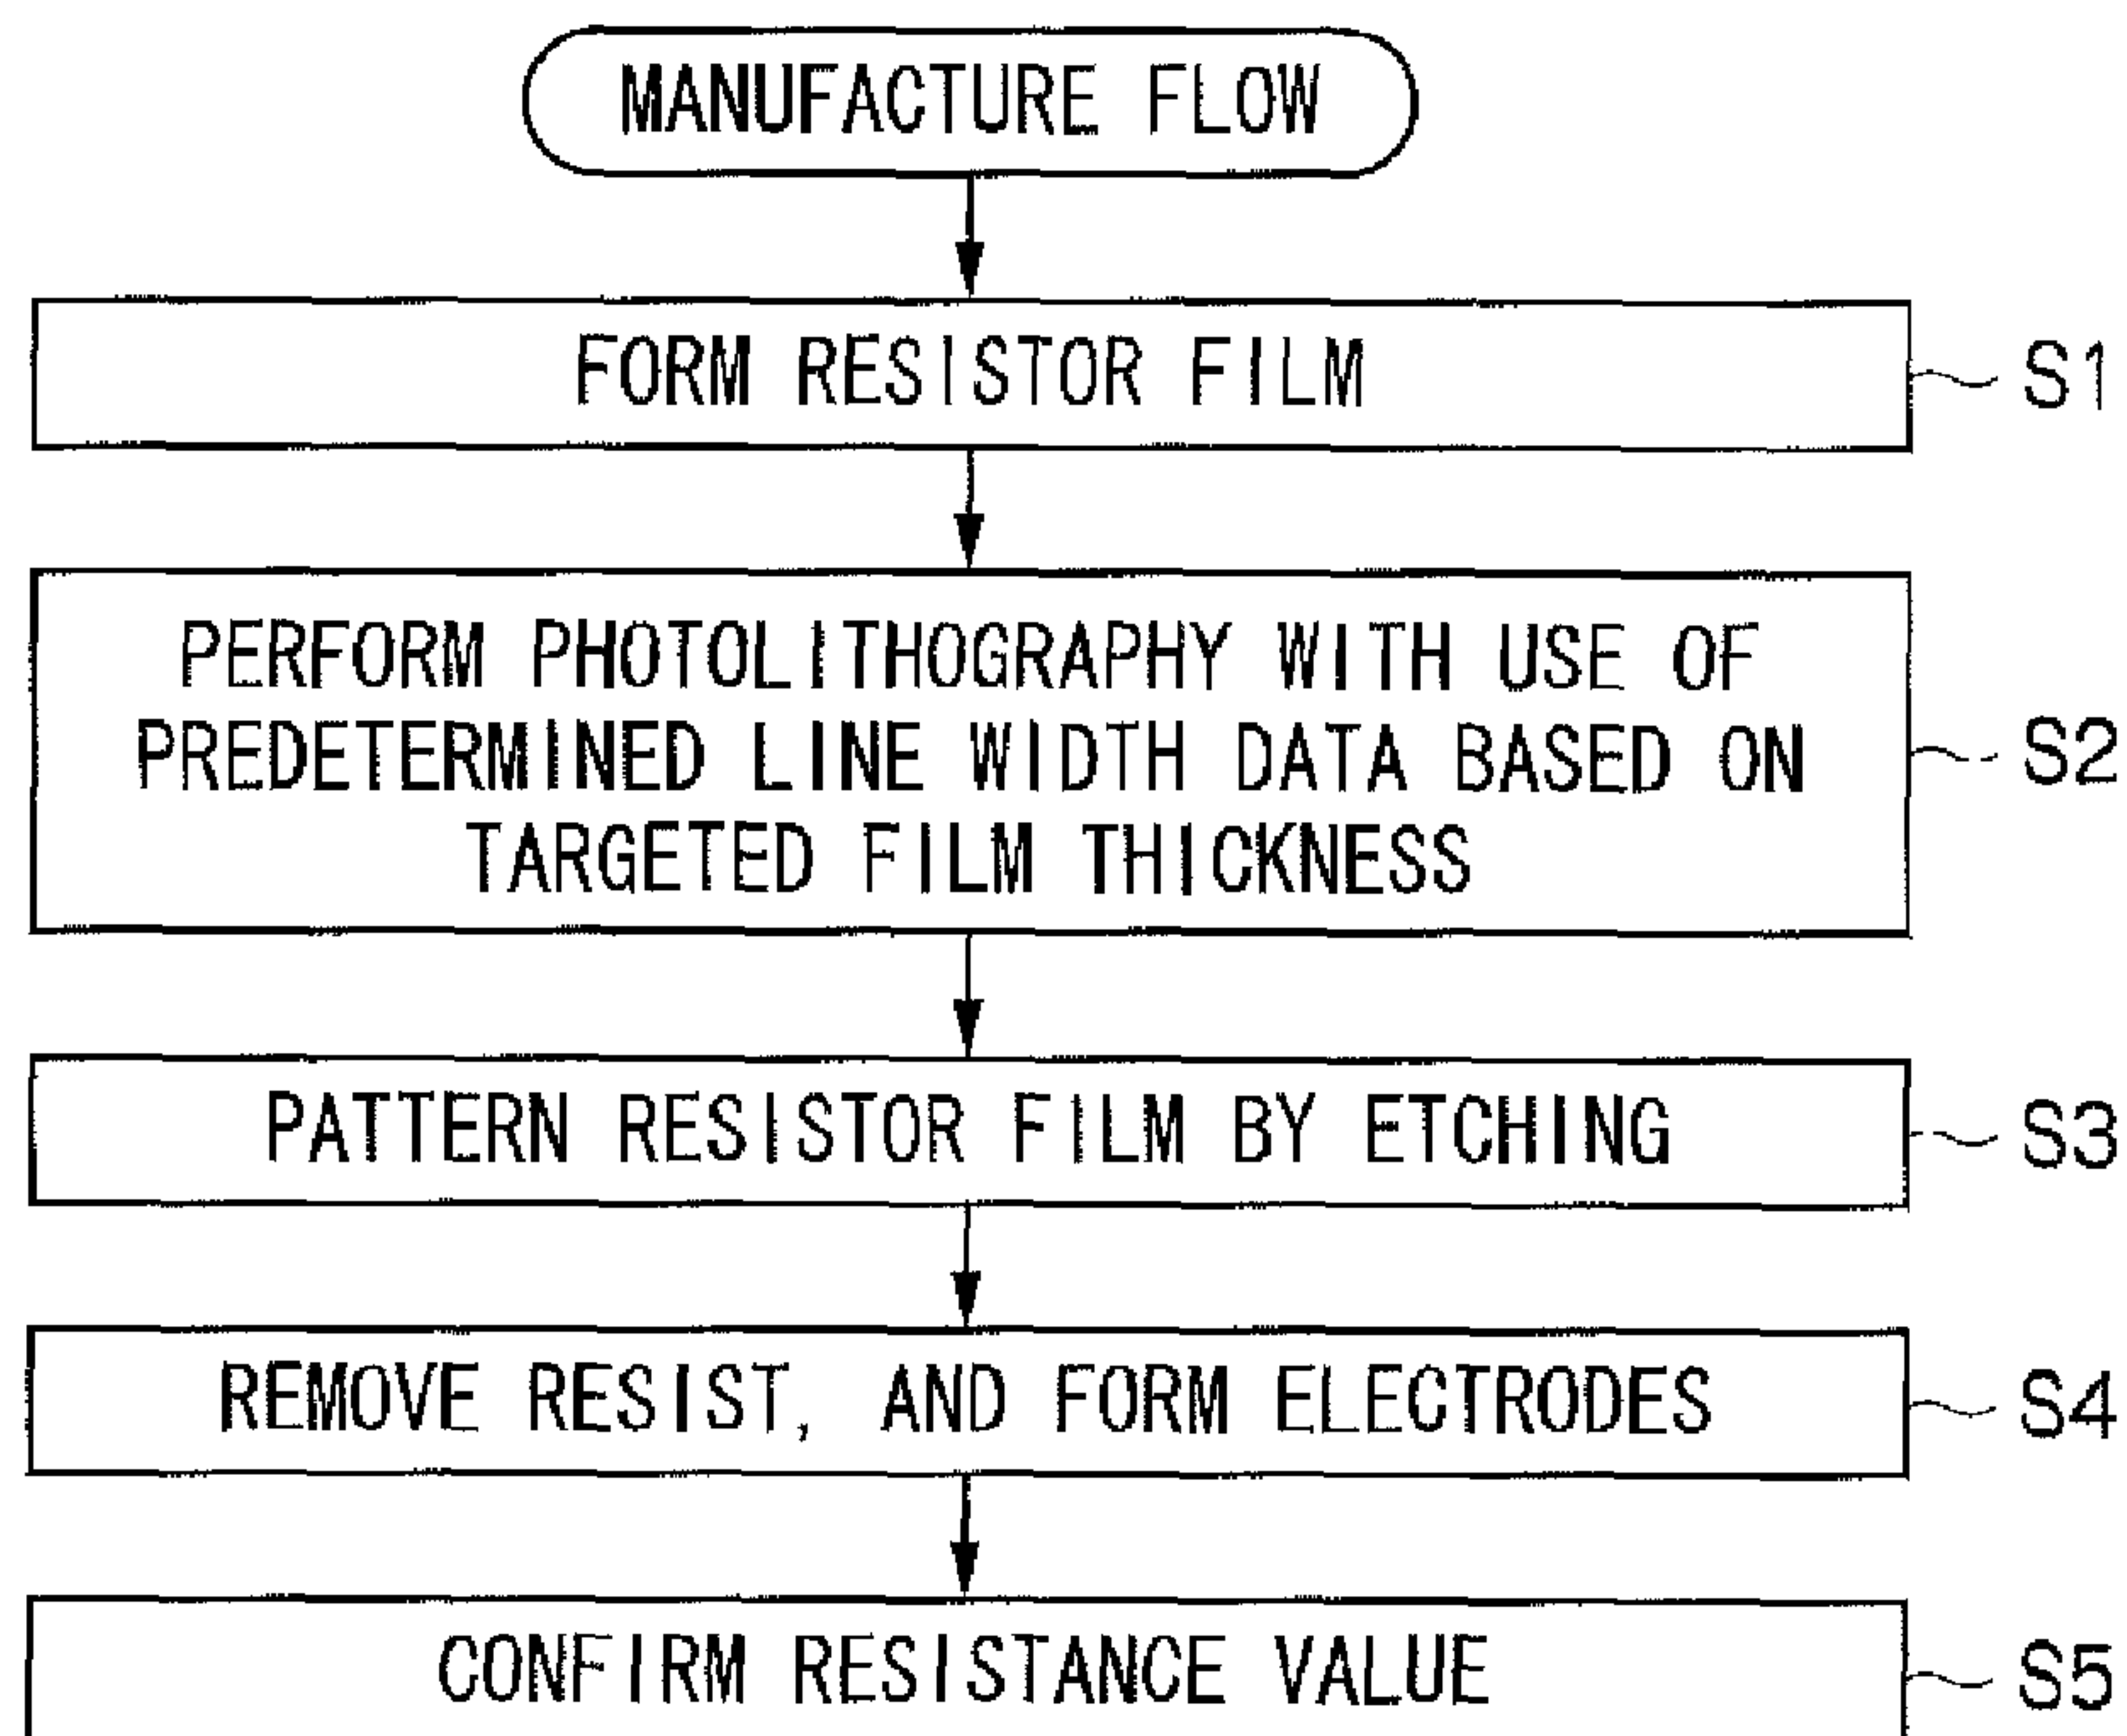 MANUFACTURE FLOW
FORM RESISTOR FILM
S1
PERFORM PHOTOLITHOGRAPHY WITH USE OF
PREDETERMINED LINE WIDTH DATA BASED ON
TARGETED FILM THICKNESS
S2
PATTERN RESISTOR FILM BY ETCHING
S3
REMOVE RESIST, AND FORM ELECTRODES
S4
CONFIRM RESISTANCE VALUE
S5